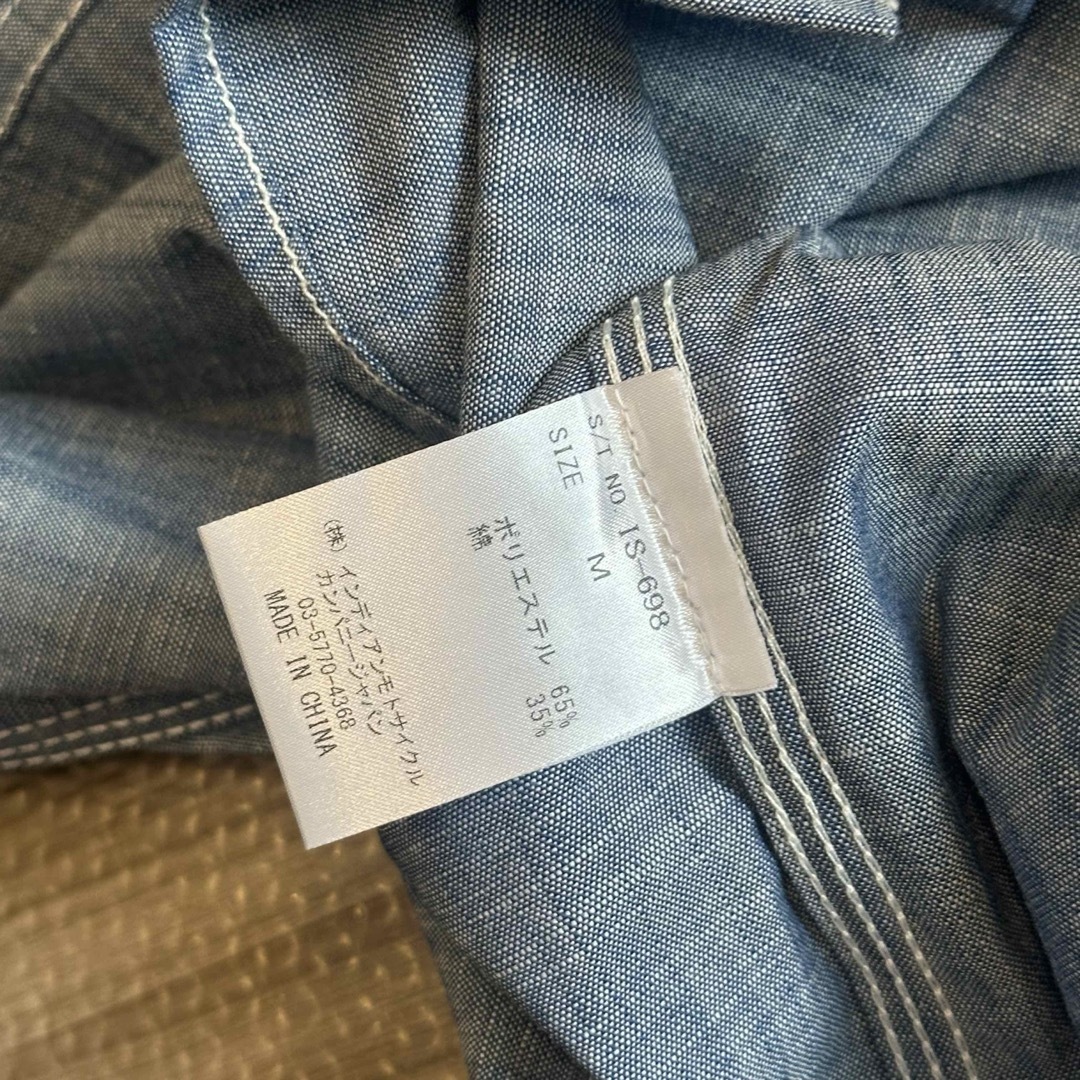 S/T NO IS-698
SIZE M
ポリエステル 65%
綿 35%
(株)インディアンモトサイクル
カンパニージャパン
03-5770-4368
MADE IN CHINA